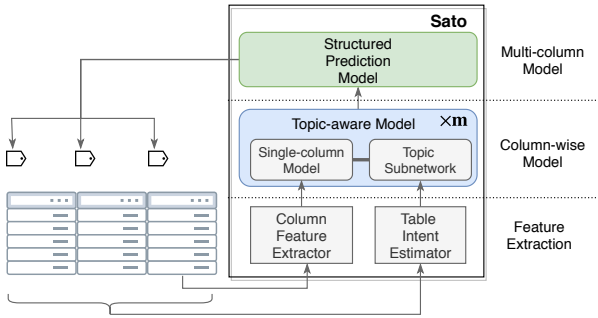 Sato
Structured
Prediction
Model
Multi-column
Model
Topic-aware Model
×m
Single-column
Model
Topic
Subnetwork
Column-wise
Model
Column
Feature
Extractor
Table
Intent
Estimator
Feature
Extraction